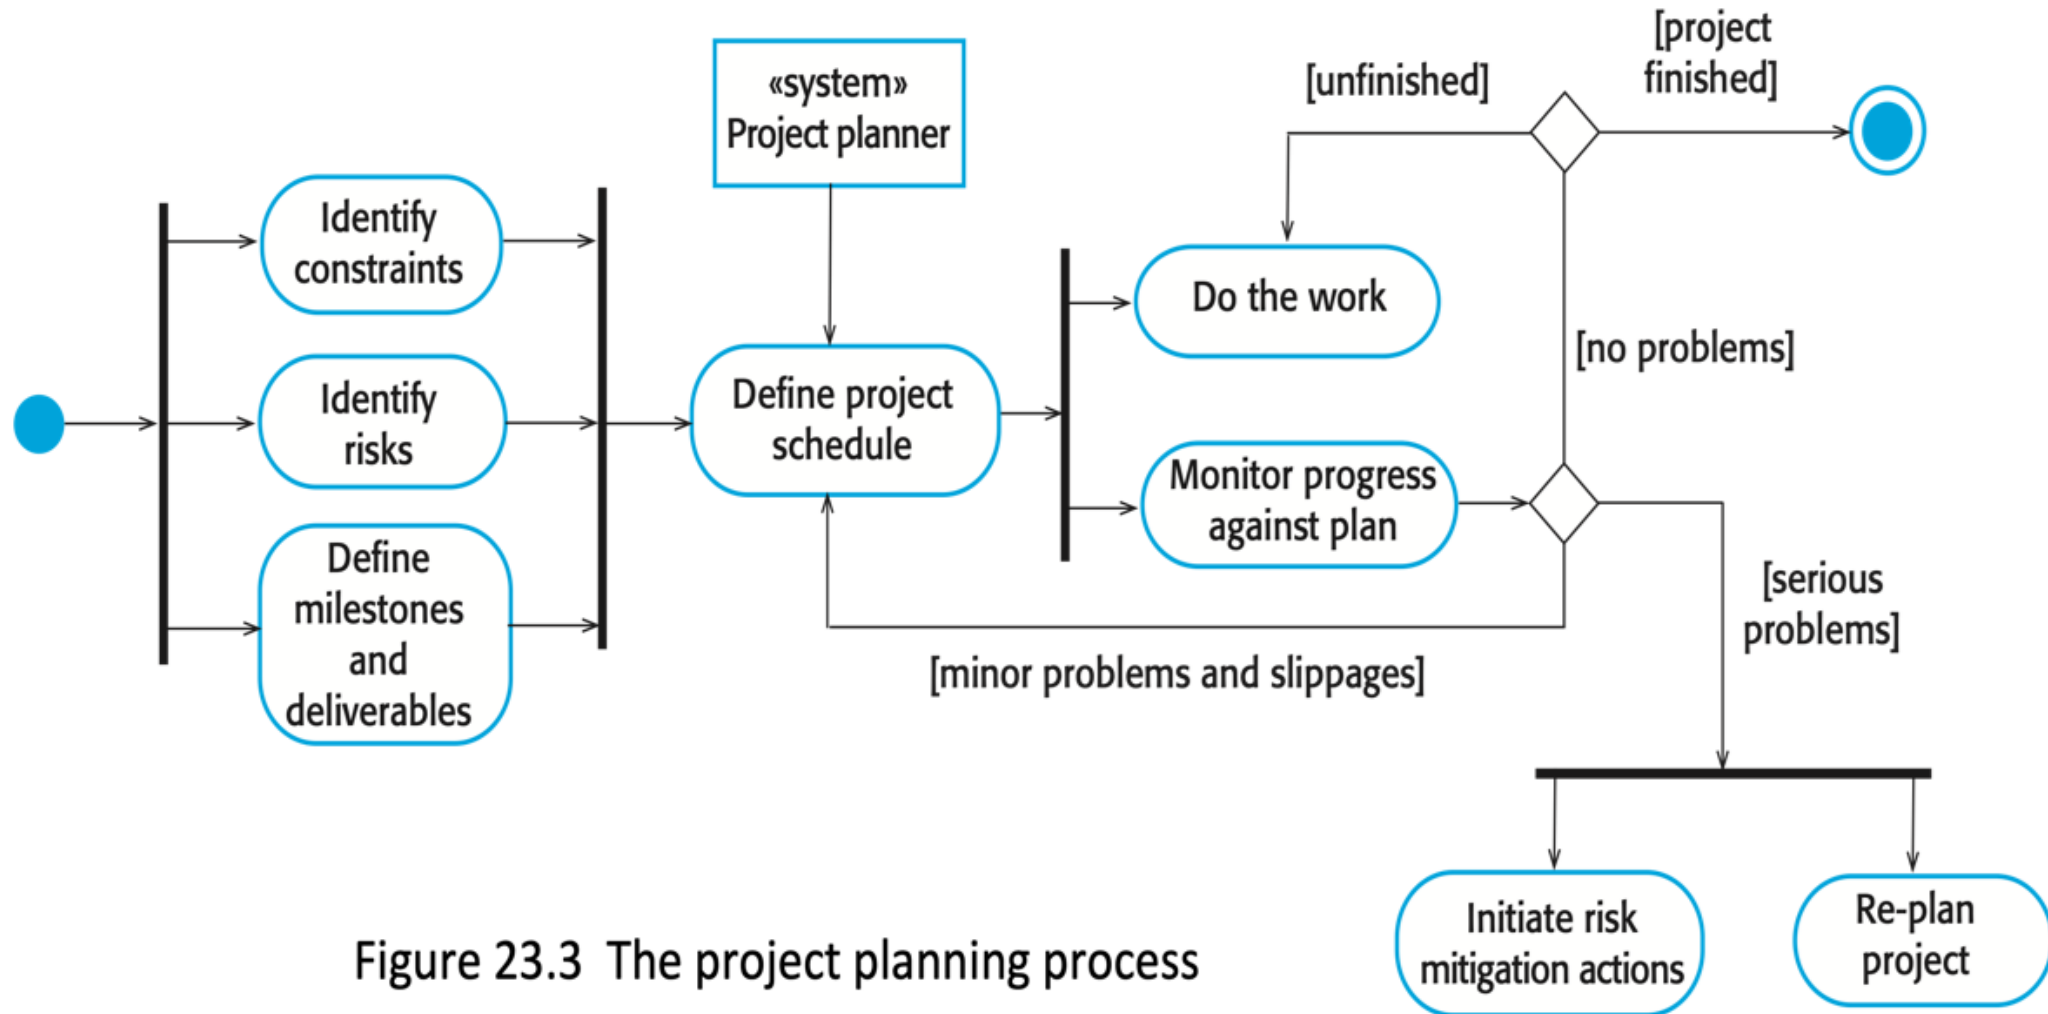 [project
finished]
[unfinished]
«system»
Project planner
Identify
constraints
Do the work
[no problems]
Identify
risks
Define project
schedule
Monitor progress
against plan
Define
milestones
and
deliverables
[serious
problems]
[minor problems and slippages]
Initiate risk
mitigation actions
Re-plan
project
Figure 23.3 The project planning process